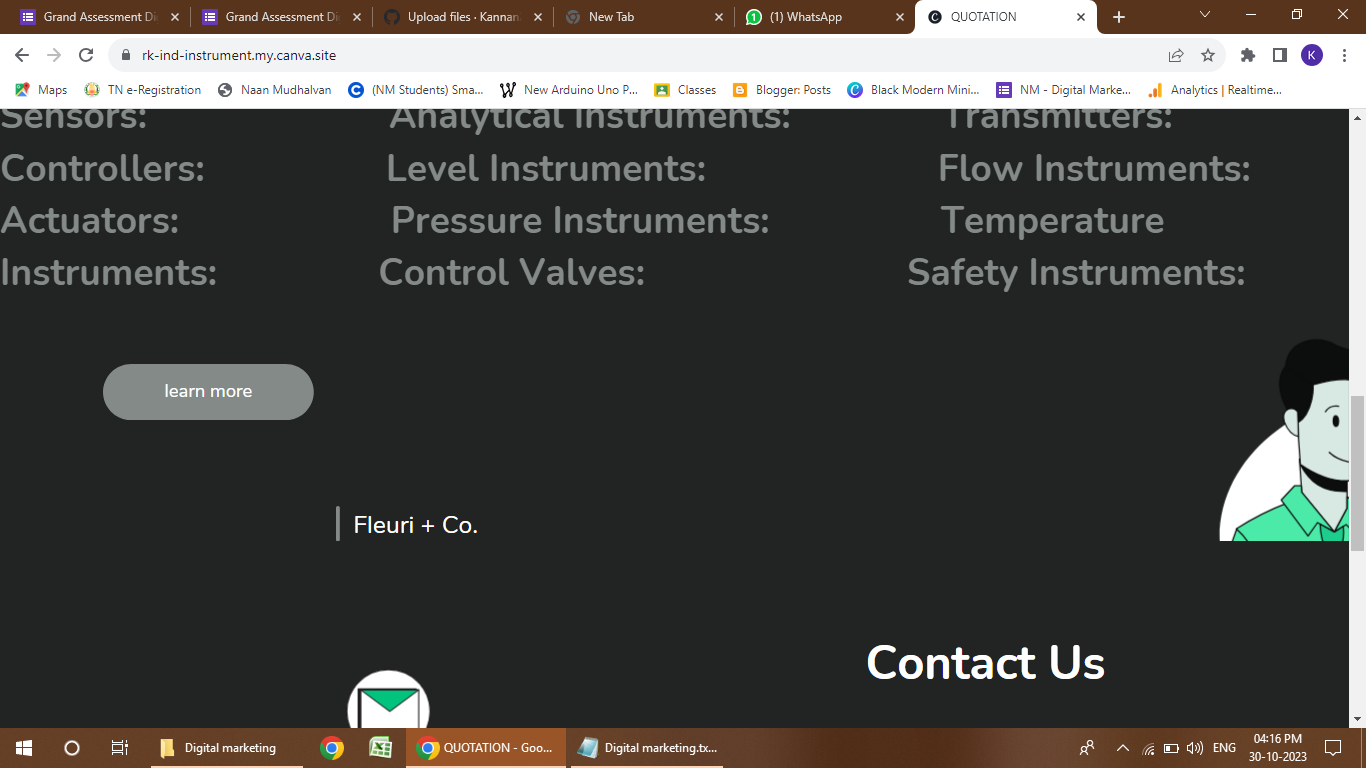 Grand Assessment Di
Grand Assessment Di
Upload files · Kannan
New Tab
(1) WhatsApp
QUOTATION
rk-ind-instrument.my.canva.site
K
Maps
TN e-Registration
Naan Mudhalvan
(NM Students) Sma...
New Arduino Uno P...
Classes
Blogger: Posts
Black Modern Mini...
NM - Digital Marke...
Analytics | Realtime...
Sensors: Analytical Instruments: Transmitters:
Controllers: Level Instruments: Flow Instruments:
Actuators: Pressure Instruments: Temperature
Instruments: Control Valves: Safety Instruments:
learn more
Fleuri + Co.
Contact Us
Digital marketing
QUOTATION - Goo...
Digital marketing.tx...
ENG
04:16 PM
30-10-2023